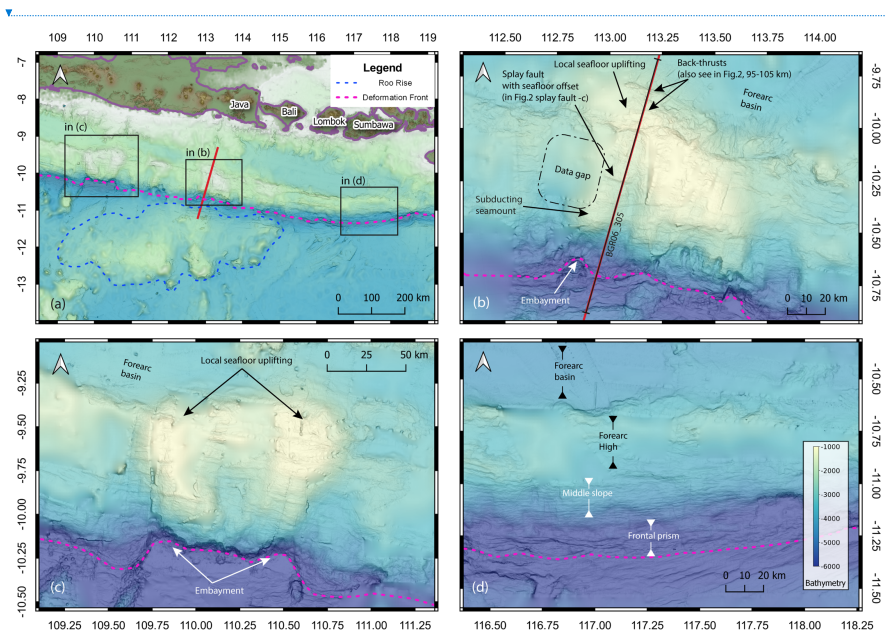 109 110 111 112 113 114 115 116 117 118 119
-7
-8
-9
-10
-11
-12
-13
Legend
Roo Rise
Deformation Front
Java
Bali
Lombok
Sumbawa
in (c)
in (b)
in (d)
(a)
0 100 200 km
112.50 112.75 113.00 113.25 113.50 113.75 114.00
-9.75
-10.00
-10.25
-10.50
-10.75
Local seafloor uplifting
Back-thrusts
(also see in Fig.2, 95-105 km)
Splay fault
with seafloor offset
(in Fig.2 splay fault -c)
Forearc
basin
Data gap
Subducting
seamount
BGR06_305
Embayment
(b)
0 10 20 km
-9.25
-9.50
-9.75
-10.00
-10.25
-10.50
Forearc
basin
Local seafloor uplifting
0 25 50 km
Embayment
(c)
109.25 109.50 109.75 110.00 110.25 110.50 110.75 111.00 111.25
Forearc
basin
Forearc
High
Middle slope
Frontal prism
(d)
0 10 20 km
-1000
-2000
-3000
-4000
-5000
-6000
Bathymetry
-10.50
-10.75
-11.00
-11.25
-11.50
116.50 116.75 117.00 117.25 117.50 117.75 118.00 118.25